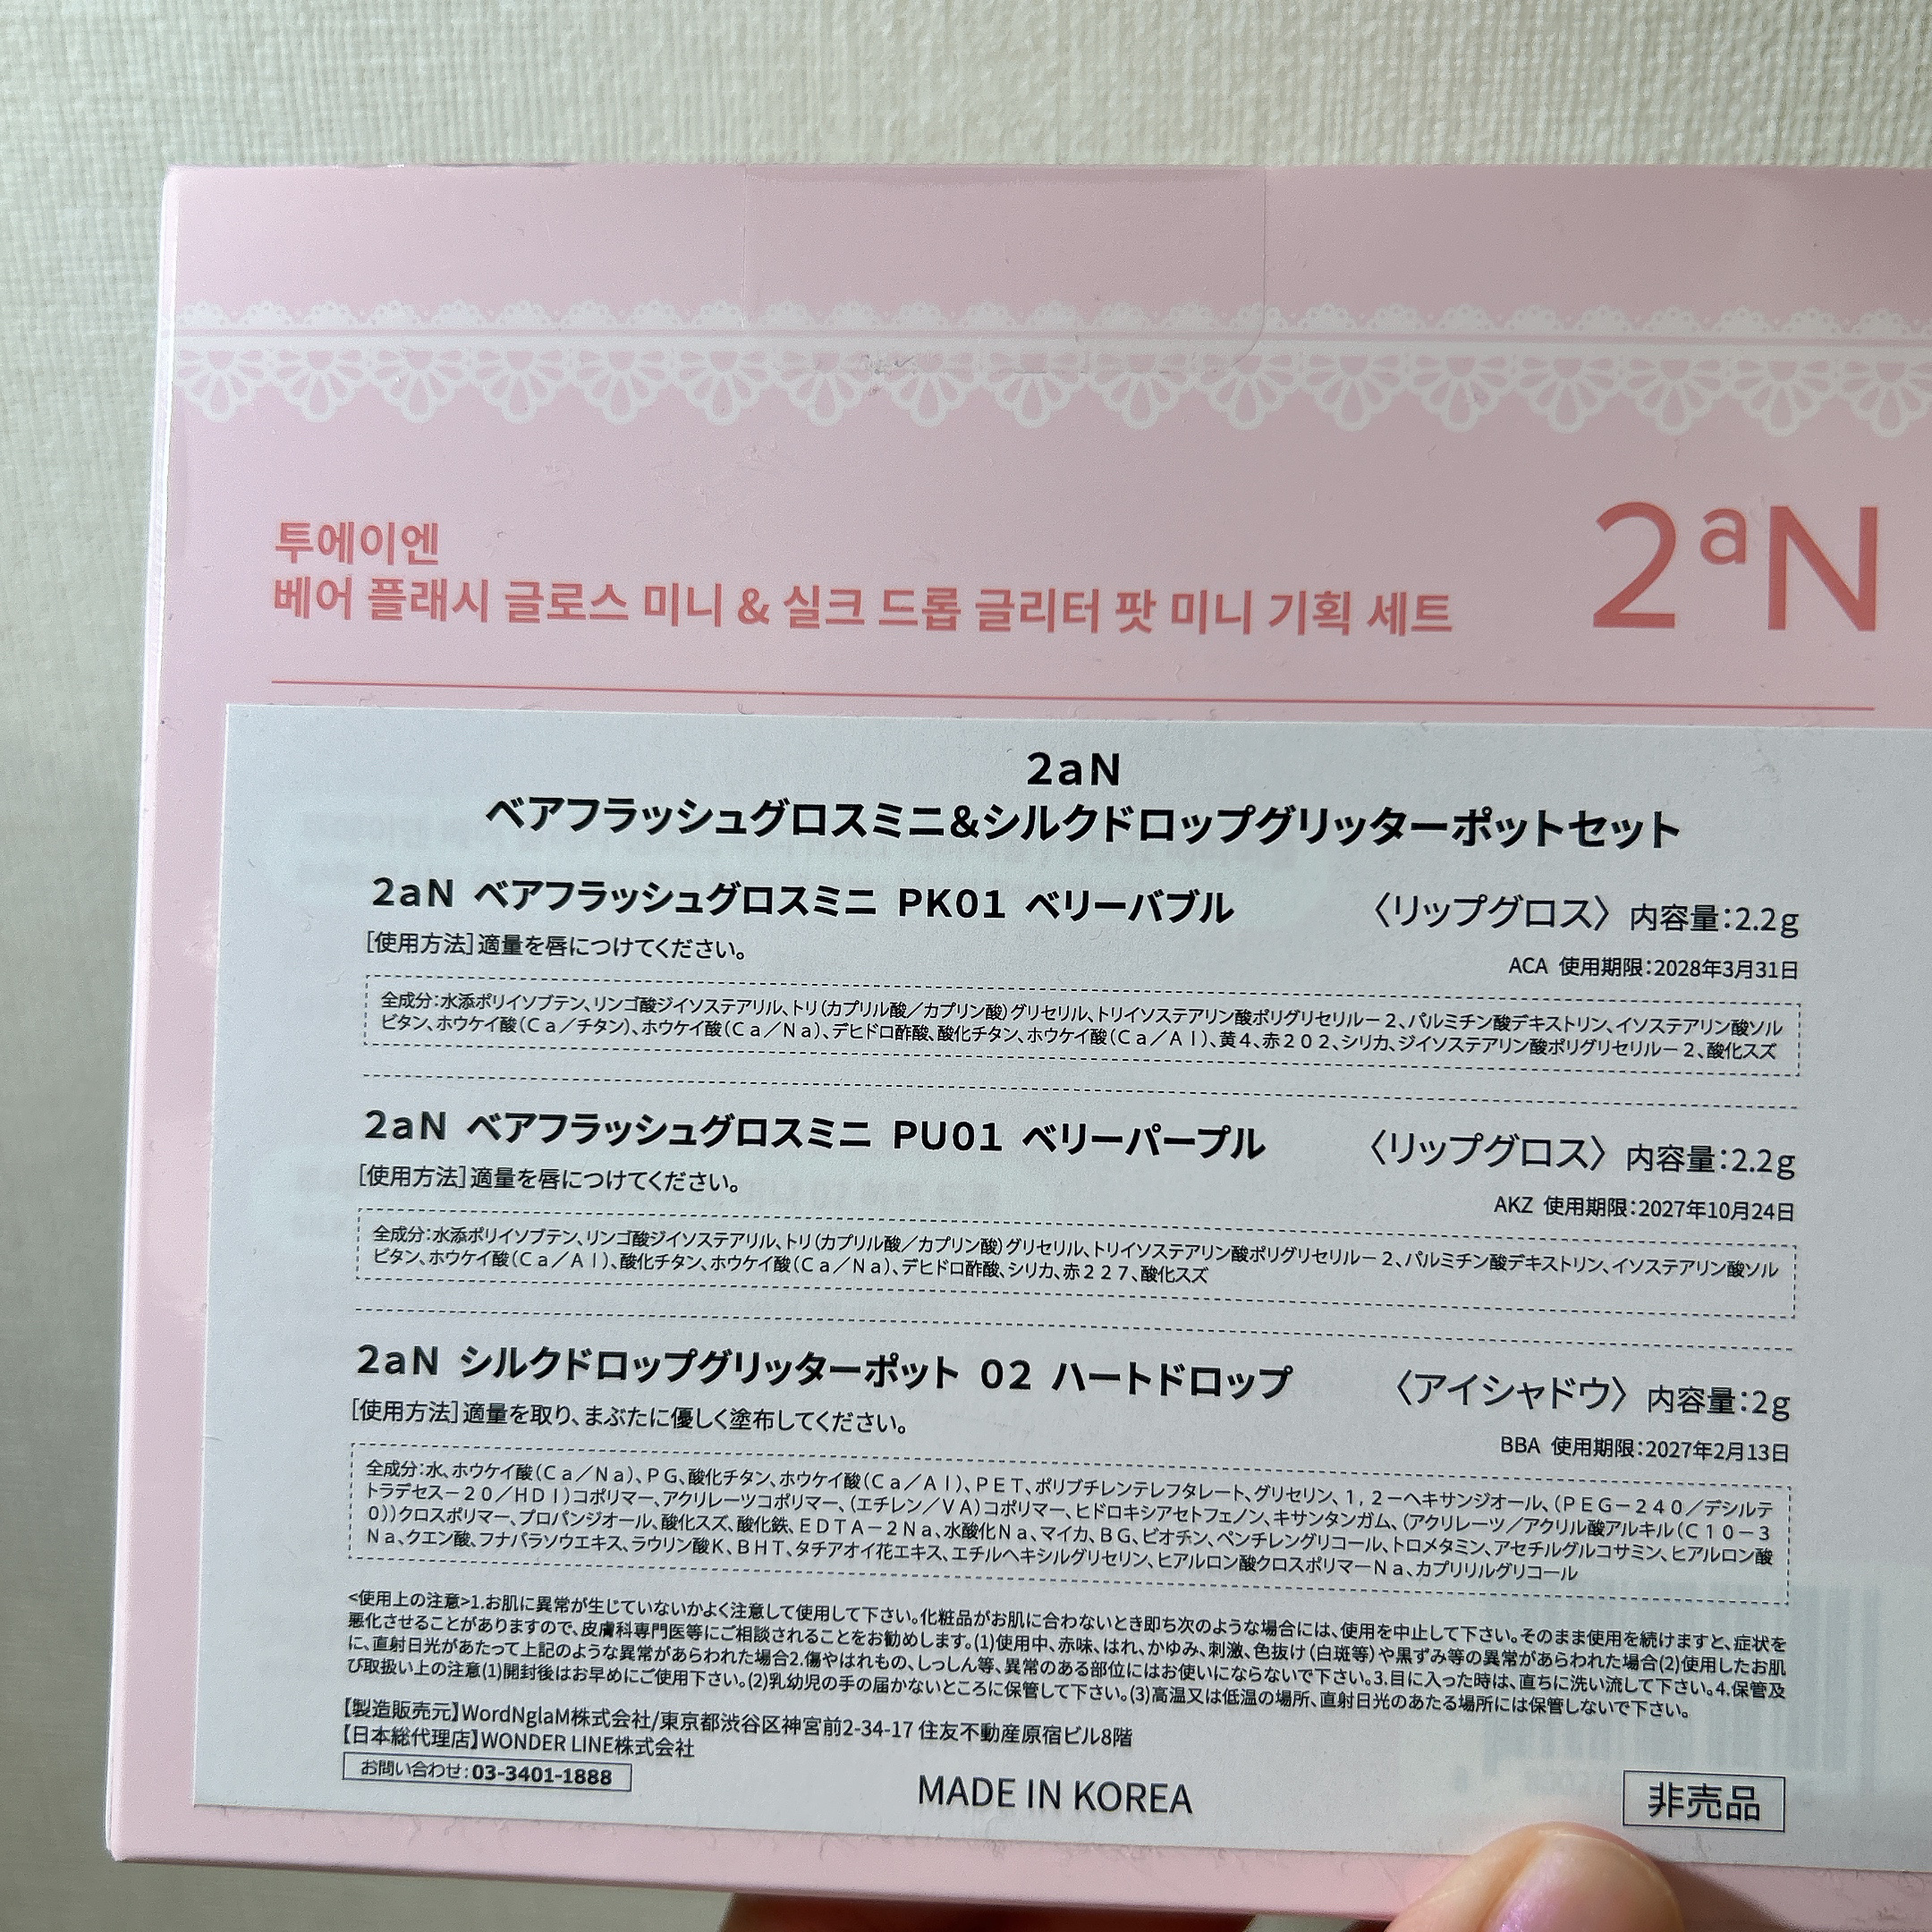 투에이엔
베어 플래시 글로스 미니 & 실크 드롭 글리터 팟 미니 기획 세트
2aN
2aN
ベアフラッシュグロスミニ&シルクドロップグリッターポットセット
2aN ベアフラッシュグロスミニ PK01 ベリーバブル 〈リップグロス〉内容量:2.2g
[使用方法]適量を唇につけてください。
ACA 使用期限:2028年3月31日
全成分:水添ポリイソブテン、リンゴ酸ジイソステアリル、トリ(カプリル酸/カプリン酸)グリセリル、トリイソステアリン酸ポリグリセリル-2、パルミチン酸デキストリン、イソステアリン酸ソル
ビタン、ホウケイ酸(Ca/チタン)、ホウケイ酸(Ca/Na)、デヒドロ酢酸、酸化チタン、ホウケイ酸(Ca/Al)、黄4、赤202、シリカ、ジイソステアリン酸ポリグリセリル-2、酸化スズ
2aN ベアフラッシュグロスミニ PU01 ベリーパープル 〈リップグロス〉内容量:2.2g
[使用方法]適量を唇につけてください。
AKZ 使用期限:2027年10月24日
全成分:水添ポリイソブテン、リンゴ酸ジイソステアリル、トリ(カプリル酸/カプリン酸)グリセリル、トリイソステアリン酸ポリグリセリル-2、パルミチン酸デキストリン、イソステアリン酸ソル
ビタン、ホウケイ酸(Ca/Al)、酸化チタン、ホウケイ酸(Ca/Na)、デヒドロ酢酸、シリカ、赤227、酸化スズ
2aN シルクドロップグリッターポット 02 ハートドロップ 〈アイシャドウ〉内容量:2g
[使用方法]適量を取り、まぶたに優しく塗布してください。
BBA 使用期限:2027年2月13日
全成分:水、ホウケイ酸(Ca/Na)、PG、酸化チタン、ホウケイ酸(Ca/Al)、PET、ポリブチレンテレフタレート、グリセリン、1,2-ヘキサンジオール、(PEG-240/デシルテ
トラデセス-20/HDI)コポリマー、アクリレーツコポリマー、(エチレン/VA)コポリマー、ヒドロキシアセトフェノン、キサンタンガム、(アクリレーツ/アクリル酸アルキル(C10-3
0))クロスポリマー、プロパンジオール、酸化スズ、酸化鉄、EDTA-2Na、水酸化Na、マイカ、BG、ビオチン、ペンチレングリコール、トロメタミン、アセチルグルコサミン、ヒアルロン酸
Na、クエン酸、フナバラソウエキス、ラウリン酸K、BHT、タチアオイ花エキス、エチルヘキシルグリセリン、ヒアルロン酸クロスポリマーNa、カプリリルグリコール
<使用上の注意>1.お肌に異常が生じていないかよく注意して使用して下さい。化粧品がお肌に合わないとき即ち次のような場合には、使用を中止して下さい。そのまま使用を続けますと、症状を
悪化させることがありますので、皮膚科専門医等にご相談されることをお勧めします。(1)使用中、赤味、はれ、かゆみ、刺激、色抜け(白斑等)や黒ずみ等の異常があらわれた場合(2)使用したお肌
に、直射日光があたって上記のような異常があらわれた場合2.傷やはれもの、しっしん等、異常のある部位にはお使いにならないで下さい。3.目に入った時は、直ちに洗い流して下さい。4.保管及
び取扱い上の注意(1)開封後はお早めにご使用下さい。(2)乳幼児の手の届かないところに保管して下さい。(3)高温又は低温の場所、直射日光のあたる場所には保管しないで下さい。
【製造販売元】WordNglaM株式会社/東京都渋谷区神宮前2-34-17 住友不動産原宿ビル8階
【日本総代理店】WONDER LINE株式会社
お問い合わせ:03-3401-1888
MADE IN KOREA
非売品